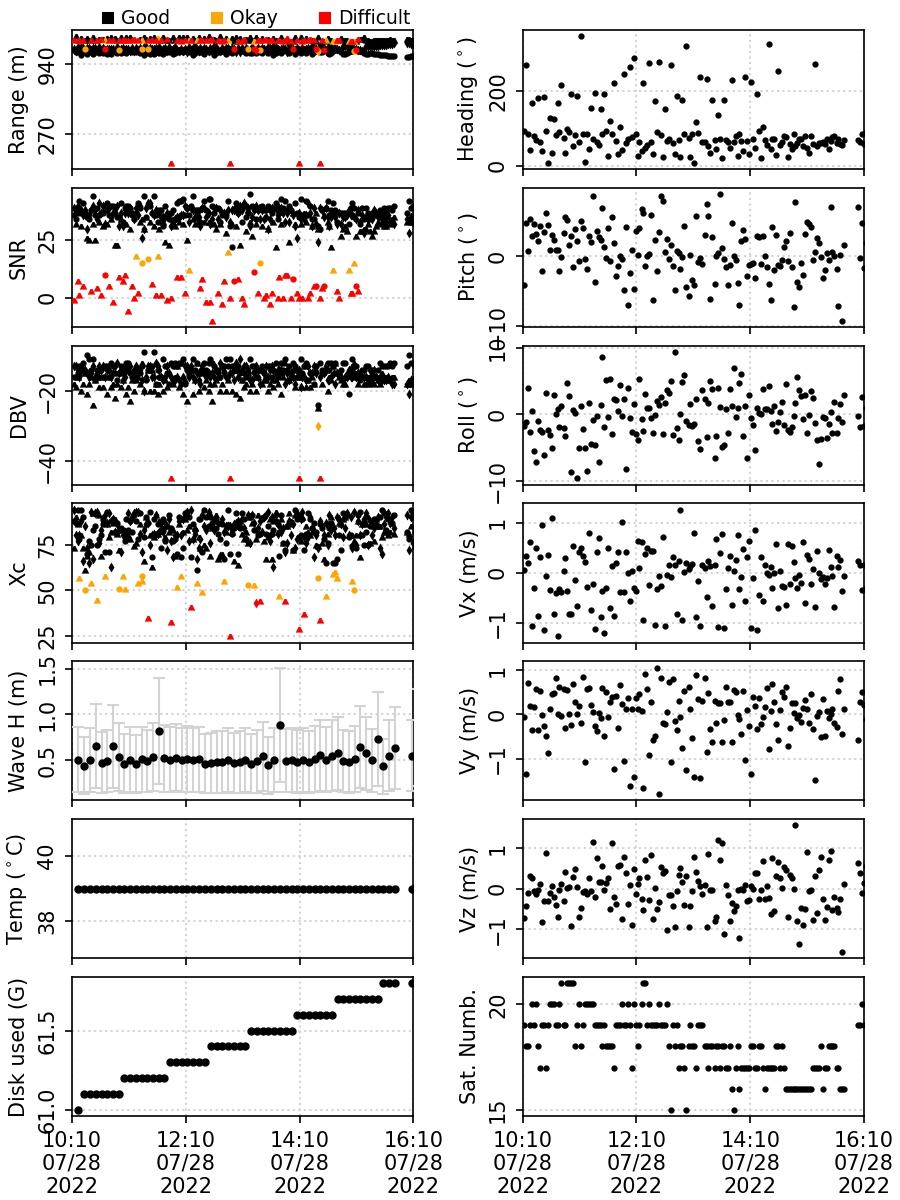 Good Okay Difficult
Range (m)
940
270
Heading (°)
200
0
SNR
25
0
Pitch (°)
0
−10
DBV
−20
−40
Roll (°)
10
0
−10
Xc
75
50
25
Vx (m/s)
1
0
−1
Wave H (m)
1.5
1.0
0.5
Vy (m/s)
1
0
−1
Temp (°C)
40
38
Vz (m/s)
1
0
−1
Disk used (G)
61.5
61.0
Sat. Numb.
20
15
10:10 12:10 14:10 16:10
07/28 07/28 07/28 07/28
2022 2022 2022 2022
10:10 12:10 14:10 16:10
07/28 07/28 07/28 07/28
2022 2022 2022 2022